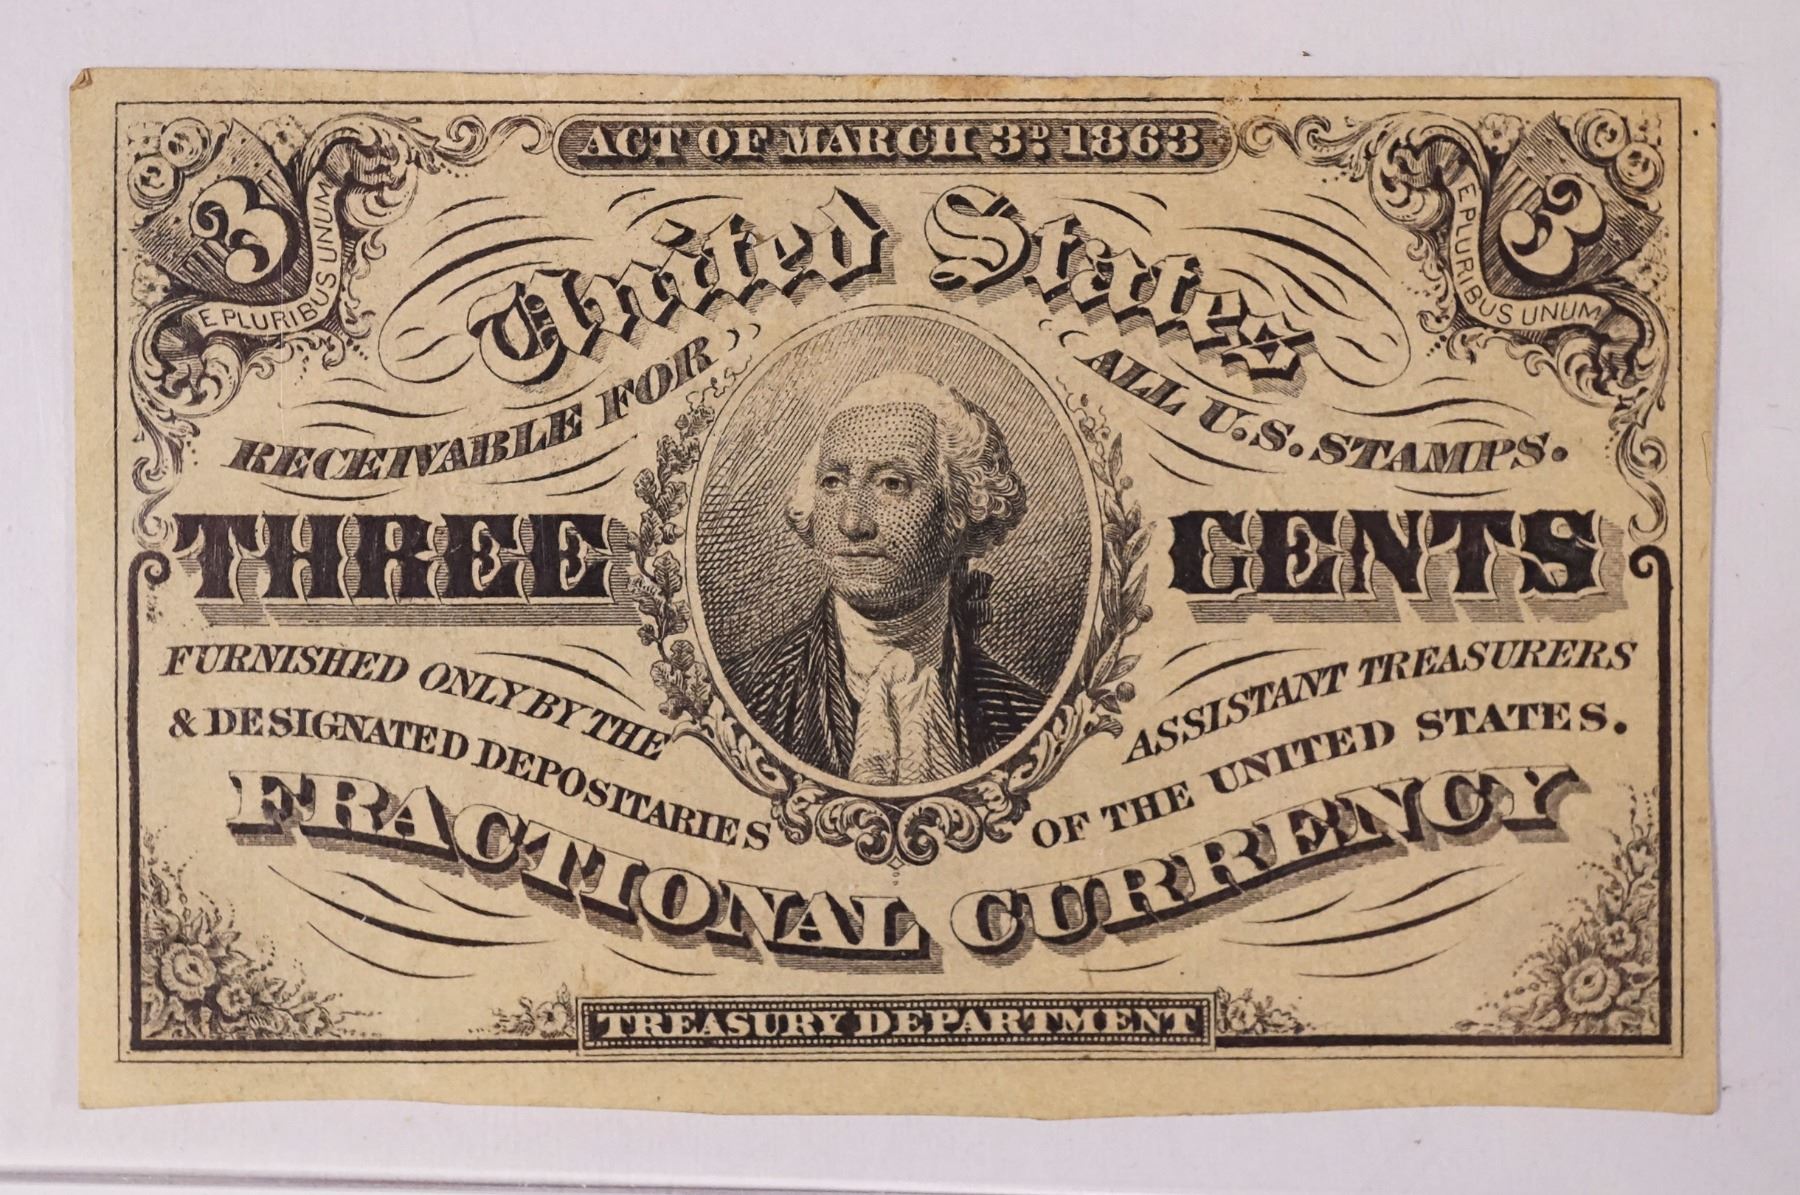 ACT OF MARCH 3D 1863
3
E PLURIBUS UNUM
3
E PLURIBUS UNUM
United States
RECEIVABLE FOR ALL U.S. STAMPS.
THREE CENTS
FURNISHED ONLY BY THE ASSISTANT TREASURERS
& DESIGNATED DEPOSITARIES OF THE UNITED STATES.
FRACTIONAL CURRENCY
TREASURY DEPARTMENT